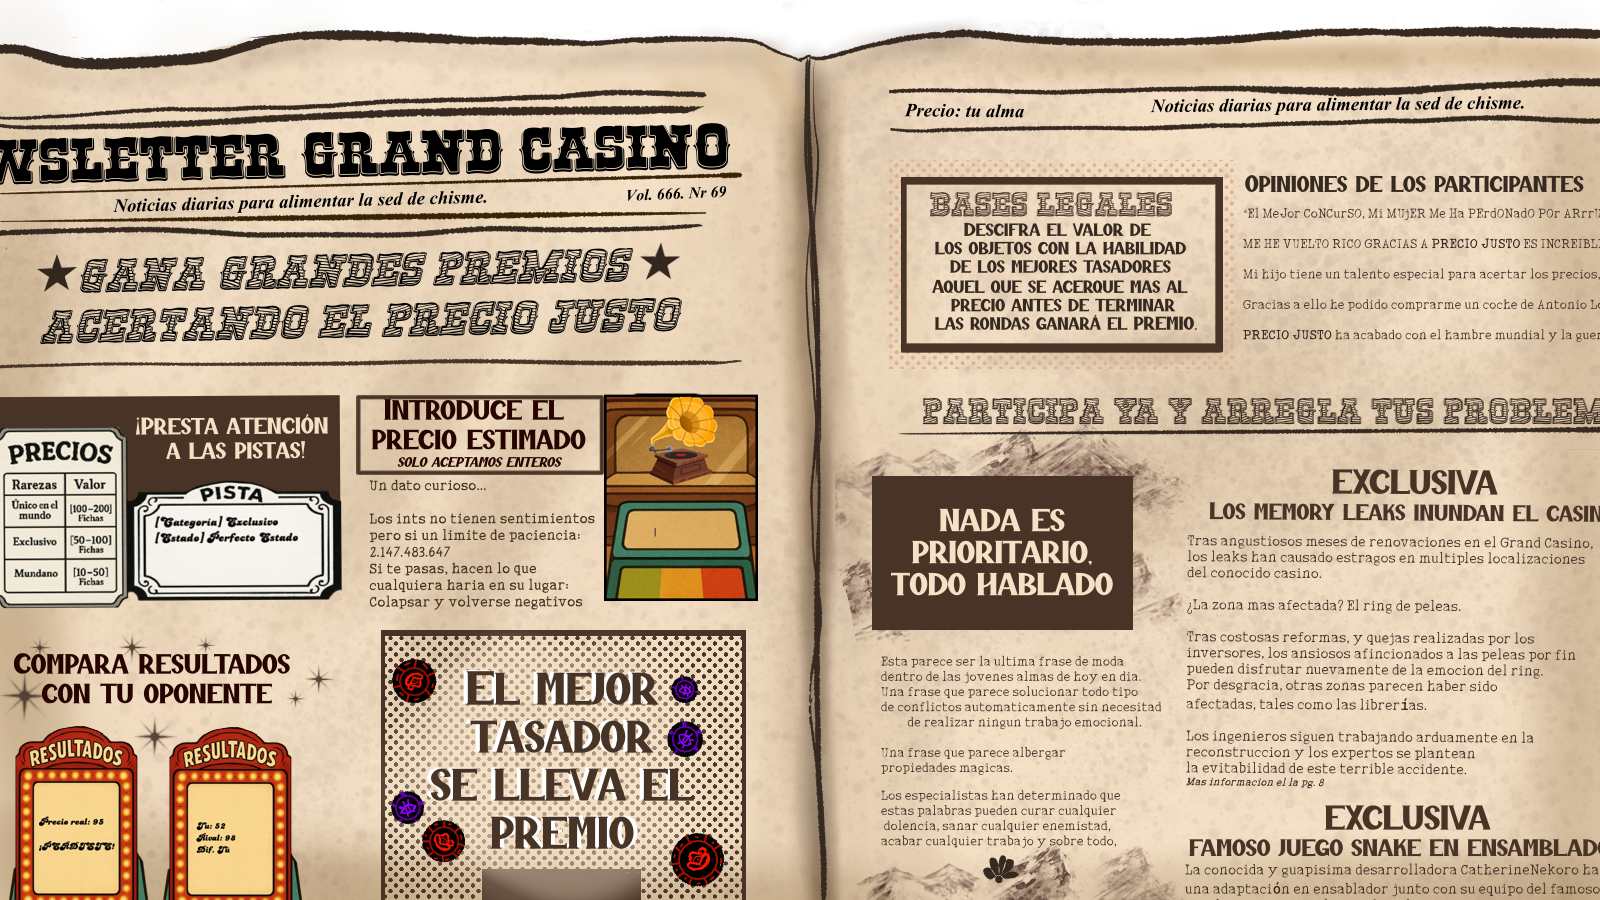 WSLETTER GRAND CASINO
Noticias diarias para alimentar la sed de chisme.
Vol. 666. Nr 69
GANA GRANDES PREMIOS
ACERTANDO EL PRECIO JUSTO
¡PRESTA ATENCIÓN
A LAS PISTAS!
PRECIOS
Rarezas Valor
Único en el
mundo
[100-200]
Fichas
Exclusivo
[50-100]
Fichas
Mundano
[10-50]
Fichas
PISTA
[Categoría] Exclusivo
[Estado] Perfecto Estado
INTRODUCE EL
PRECIO ESTIMADO
SOLO ACEPTAMOS ENTEROS
Un dato curioso...
Los ints no tienen sentimientos
pero si un limite de paciencia:
2.147.483.647
Si te pasas, hacen lo que
cualquiera haria en su lugar:
Colapsar y volverse negativos
COMPARA RESULTADOS
CON TU OPONENTE
RESULTADOS
Precio real: 95
¡PERDISTE!
RESULTADOS
Tu: 52
Rival: 98
Dif. Tu
EL MEJOR
TASADOR
SE LLEVA EL
PREMIO
Precio: tu alma
Noticias diarias para alimentar la sed de chisme.
BASES LEGALES
DESCIFRA EL VALOR DE
LOS OBJETOS CON LA HABILIDAD
DE LOS MEJORES TASADORES
AQUEL QUE SE ACERQUE MAS AL
PRECIO ANTES DE TERMINAR
LAS RONDAS GANARÁ EL PREMIO.
OPINIONES DE LOS PARTICIPANTES
"El MeJor CoNCurSO, Mi MUjER Me Ha PErdONadO POr
ME HE VUELTO RICO GRACIAS A PRECIO JUSTO ES
Mi hijo tiene un talento especial para acertar los precios,
Gracias a ello he podido comprarme un coche de Antonio
PRECIO JUSTO ha acabado con el hambre mundial y la
PARTICIPA YA Y ARREGLA TUS PROBLEM
NADA ES
PRIORITARIO,
TODO HABLADO
Esta parece ser la ultima frase de moda
dentro de las jovenes almas de hoy en dia.
Una frase que parece solucionar todo tipo
de conflictos automaticamente sin necesitad
de realizar ningun trabajo emocional.
Una frase que parece albergar
propiedades magicas.
Los especialistas han determinado que
estas palabras pueden curar cualquier
dolencia, sanar cualquier enemistad,
acabar cualquier trabajo y sobre todo,
EXCLUSIVA
LOS MEMORY LEAKS INUNDAN EL CASIN
Tras angustiosos meses de renovaciones en el Grand Casino,
los leaks han causado estragos en multiples localizaciones
del conocido casino.
¿La zona mas afectada? El ring de peleas.
Tras costosas reformas, y quejas realizadas por los
inversores, los ansiosos afincionados a las peleas por fin
pueden disfrutar nuevamente de la emocion del ring.
Por desgracia, otras zonas parecen haber sido
afectadas, tales como las librerías.
Los ingenieros siguen trabajando arduamente en la
reconstruccion y los expertos se plantean
la evitabilidad de este terrible accidente.
Mas informacion el la pg. 8
EXCLUSIVA
FAMOSO JUEGO SNAKE EN ENSAMBLAD
La conocida y guapisima desarrolladora CatherineNekoro ha
una adaptación en ensablador junto con su equipo del famoso